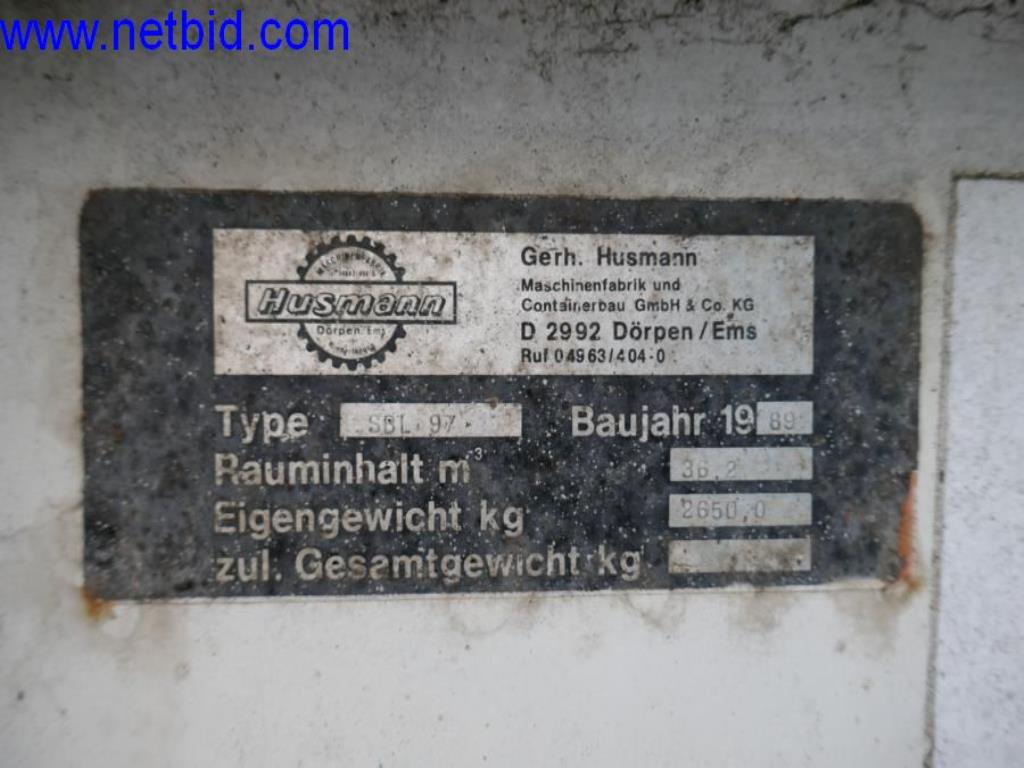 www.netbid.com
MASCHINENFABRIK
Husmann
Dörpen, Ems
Gerh. Husmann
Maschinenfabrik und
Containerbau GmbH & Co. KG
D 2992 Dörpen/Ems
Ruf 04963/404-0
Type SBL 97 Baujahr 19 89
Rauminhalt m³ 36,2
Eigengewicht kg 2650,0
zul. Gesamtgewicht kg